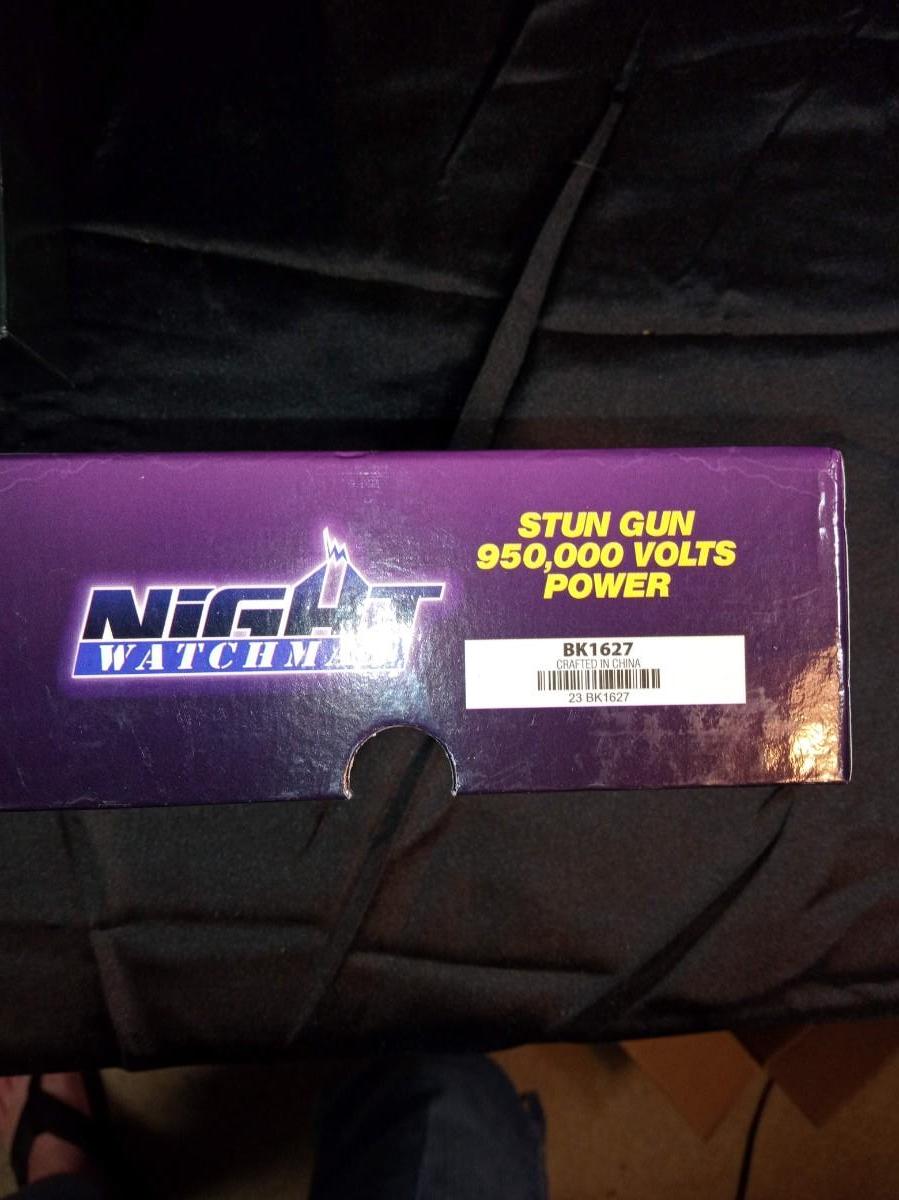 NiGHT
WATCHMAN
STUN GUN
950,000 VOLTS
POWER
BK1627
CRAFTED IN CHINA
23 BK1627